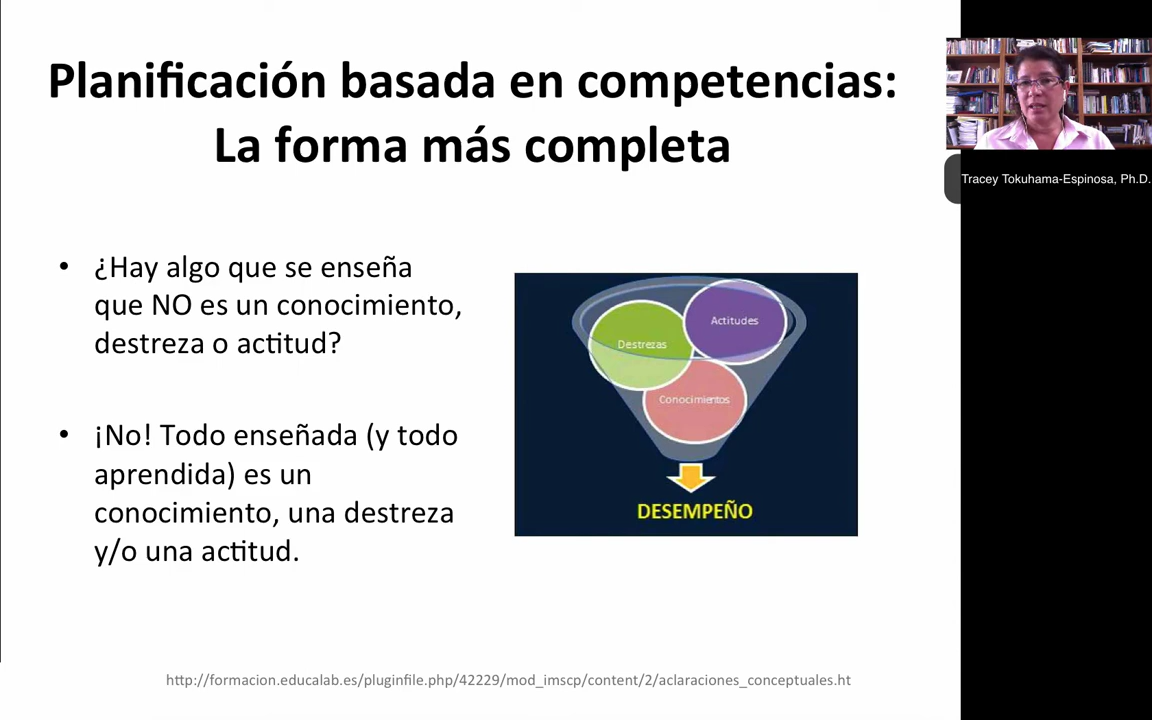 Planificación basada en competencias:
La forma más completa
Tracey Tokuhama-Espinosa, Ph.D.
• ¿Hay algo que se enseña
que NO es un conocimiento,
destreza o actitud?
• ¡No! Todo enseñada (y todo
aprendida) es un
conocimiento, una destreza
y/o una actitud.
Actitudes
Destrezas
Conocimientos
DESEMPEÑO
http://formacion.educalab.es/pluginfile.php/42229/mod_imscp/content/2/aclaraciones_conceptuales.ht